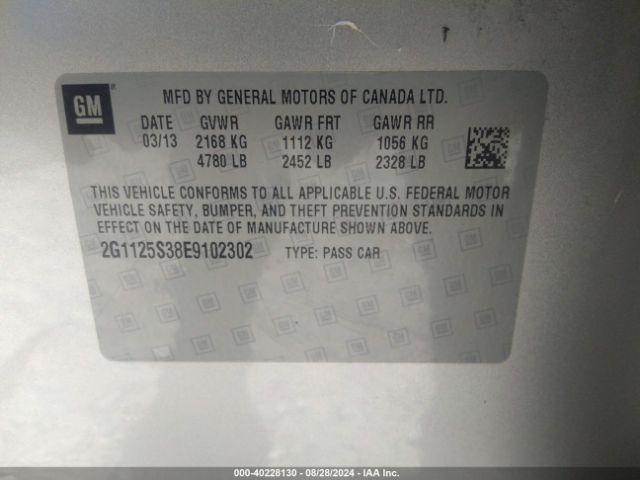 GM
MFD BY GENERAL MOTORS OF CANADA LTD.
DATE GVWR GAWR FRT GAWR RR
03/13 2168 KG 1112 KG 1056 KG
4780 LB 2452 LB 2328 LB
THIS VEHICLE CONFORMS TO ALL APPLICABLE U.S. FEDERAL MOTOR
VEHICLE SAFETY, BUMPER, AND THEFT PREVENTION STANDARDS IN
EFFECT ON THE DATE OF MANUFACTURE SHOWN ABOVE.
2G1125S38E9102302 TYPE: PASS CAR
000-40228130 - 08/28/2024 - IAA Inc.